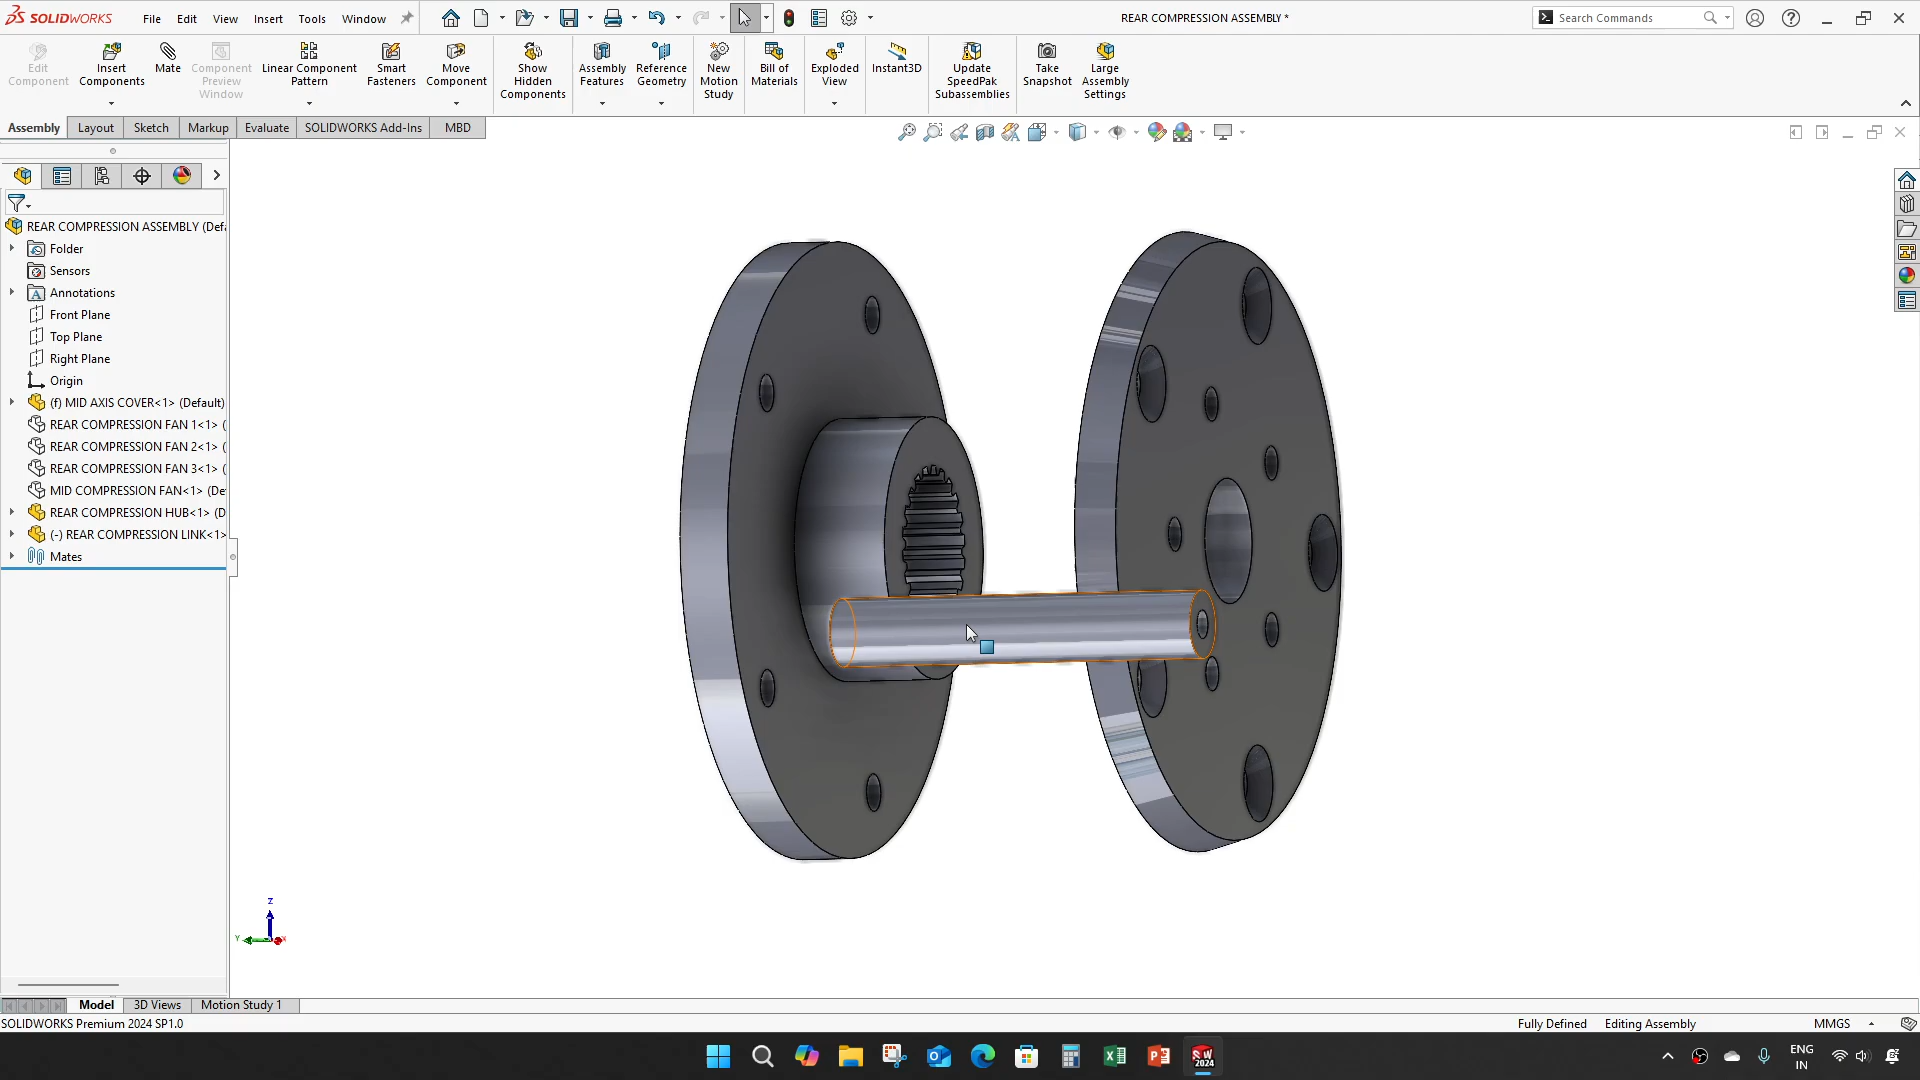 SOLIDWORKS
File Edit View Insert Tools Window
REAR COMPRESSION ASSEMBLY *
Search Commands
Edit Component
Insert Components
Mate
Component Preview Window
Linear Component Pattern
Smart Fasteners
Move Component
Show Hidden Components
Assembly Features
Reference Geometry
New Motion Study
Bill of Materials
Exploded View
Instant3D
Update SpeedPak Subassemblies
Take Snapshot
Large Assembly Settings
Assembly Layout Sketch Markup Evaluate SOLIDWORKS Add-Ins MBD
REAR COMPRESSION ASSEMBLY (Defa
Folder
Sensors
A Annotations
Front Plane
Top Plane
Right Plane
Origin
(f) MID AXIS COVER<1> (Default)
REAR COMPRESSION FAN 1<1> (
REAR COMPRESSION FAN 2<1> (
REAR COMPRESSION FAN 3<1> (
MID COMPRESSION FAN<1> (De
REAR COMPRESSION HUB<1> (D
(-) REAR COMPRESSION LINK<1>
Mates
Z
Y
X
Model 3D Views Motion Study 1
SOLIDWORKS Premium 2024 SP1.0
Fully Defined Editing Assembly MMGS
SW 2024
ENG
IN